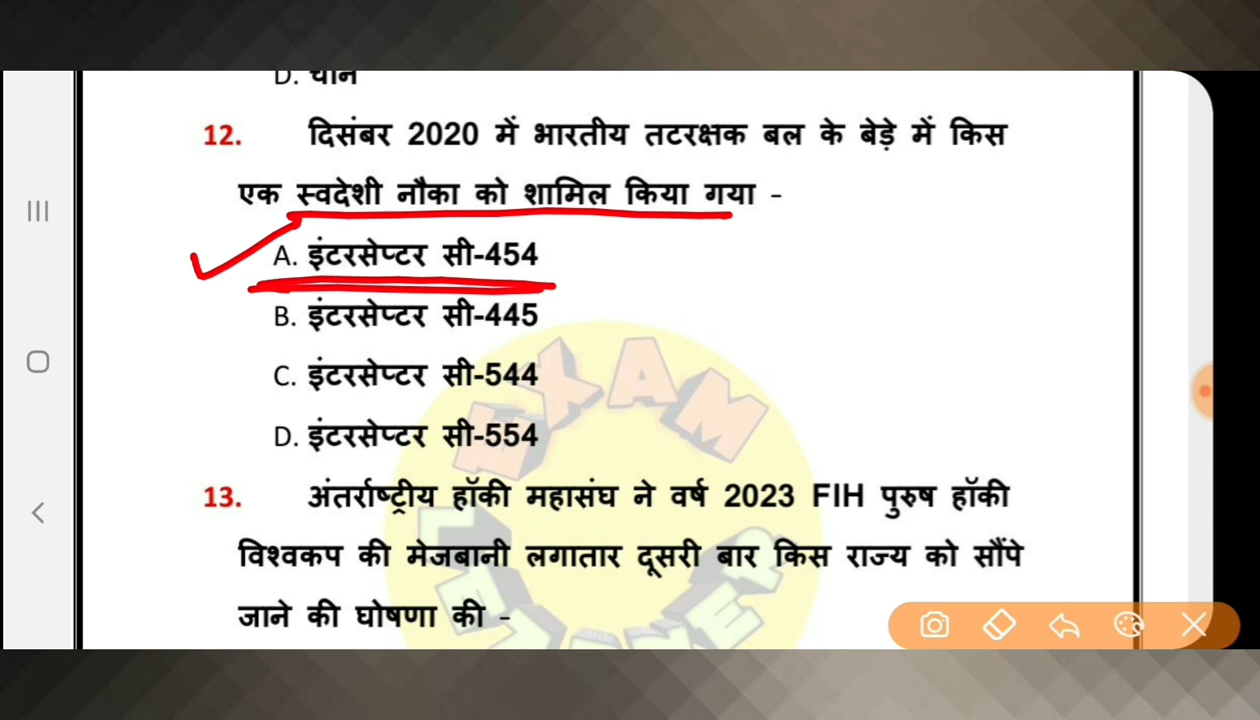 D. चीन
12. दिसंबर 2020 में भारतीय तटरक्षक बल के बेड़े में किस
एक स्वदेशी नौका को शामिल किया गया -
A. इंटरसेप्टर सी-454
B. इंटरसेप्टर सी-445
C. इंटरसेप्टर सी-544
D. इंटरसेप्टर सी-554
EXAM
13. अंतर्राष्ट्रीय हॉकी महासंघ ने वर्ष 2023 FIH पुरुष हॉकी
विश्वकप की मेजबानी लगातार दूसरी बार किस राज्य को सौंपे
जाने की घोषणा की -